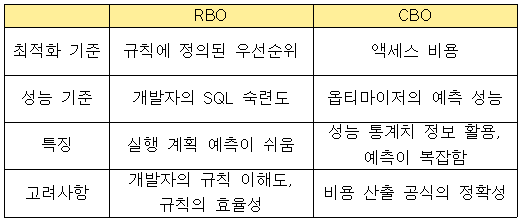 RBO CBO
최적화 기준 규칙에 정의된 우선순위 액세스 비용
성능 기준 개발자의 SQL 숙련도 옵티마이저의 예측 성능
특징 실행 계획 예측이 쉬움 성능 통계치 정보 활용,
예측이 복잡함
고려사항 개발자의 규칙 이해도,
규칙의 효율성 비용 산출 공식의 정확성